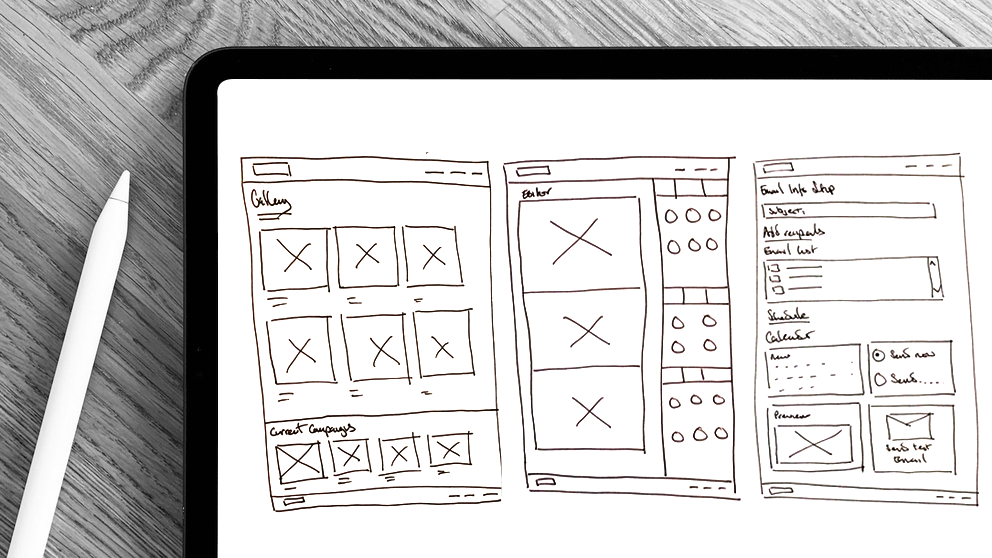 Gallery
Current Campaigns
Editor
Email Info Step
Subject:
Add recipients
Email List
Schedule
Calendar
Send now
Send.....
Preview
Send test
Email